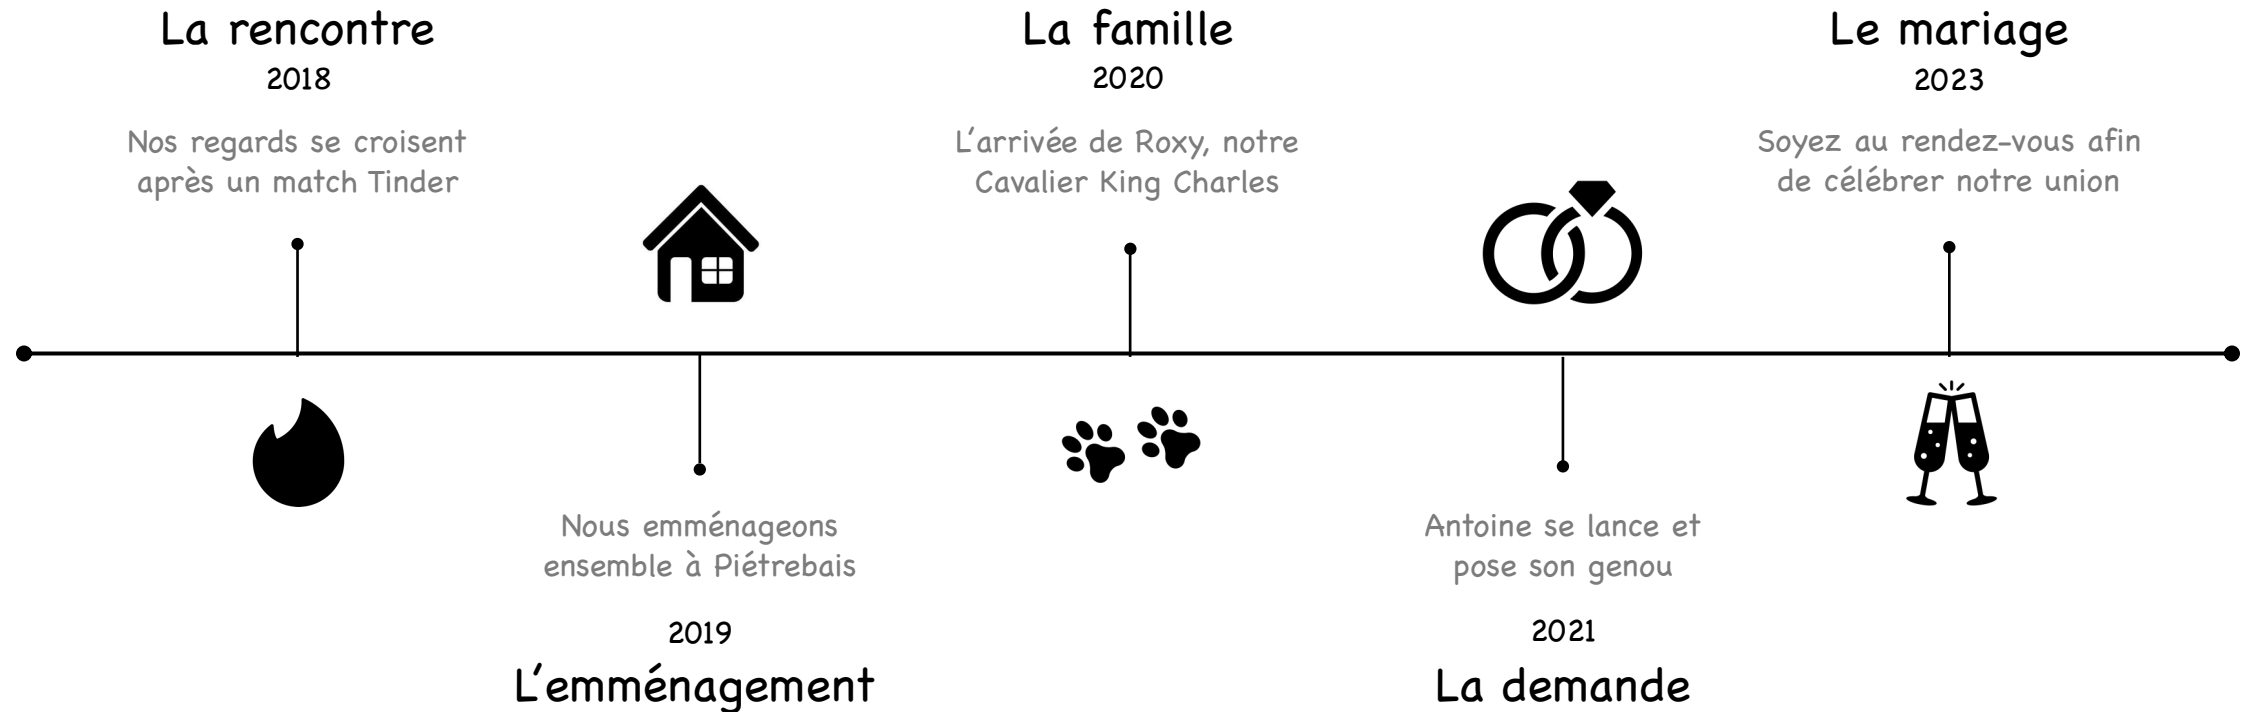 La rencontre
2018
Nos regards se croisent
après un match Tinder
Nous emménageons
ensemble à Piétrebais
2019
L'emménagement
La famille
2020
L'arrivée de Roxy, notre
Cavalier King Charles
Antoine se lance et
pose son genou
2021
La demande
Le mariage
2023
Soyez au rendez-vous afin
de célébrer notre union